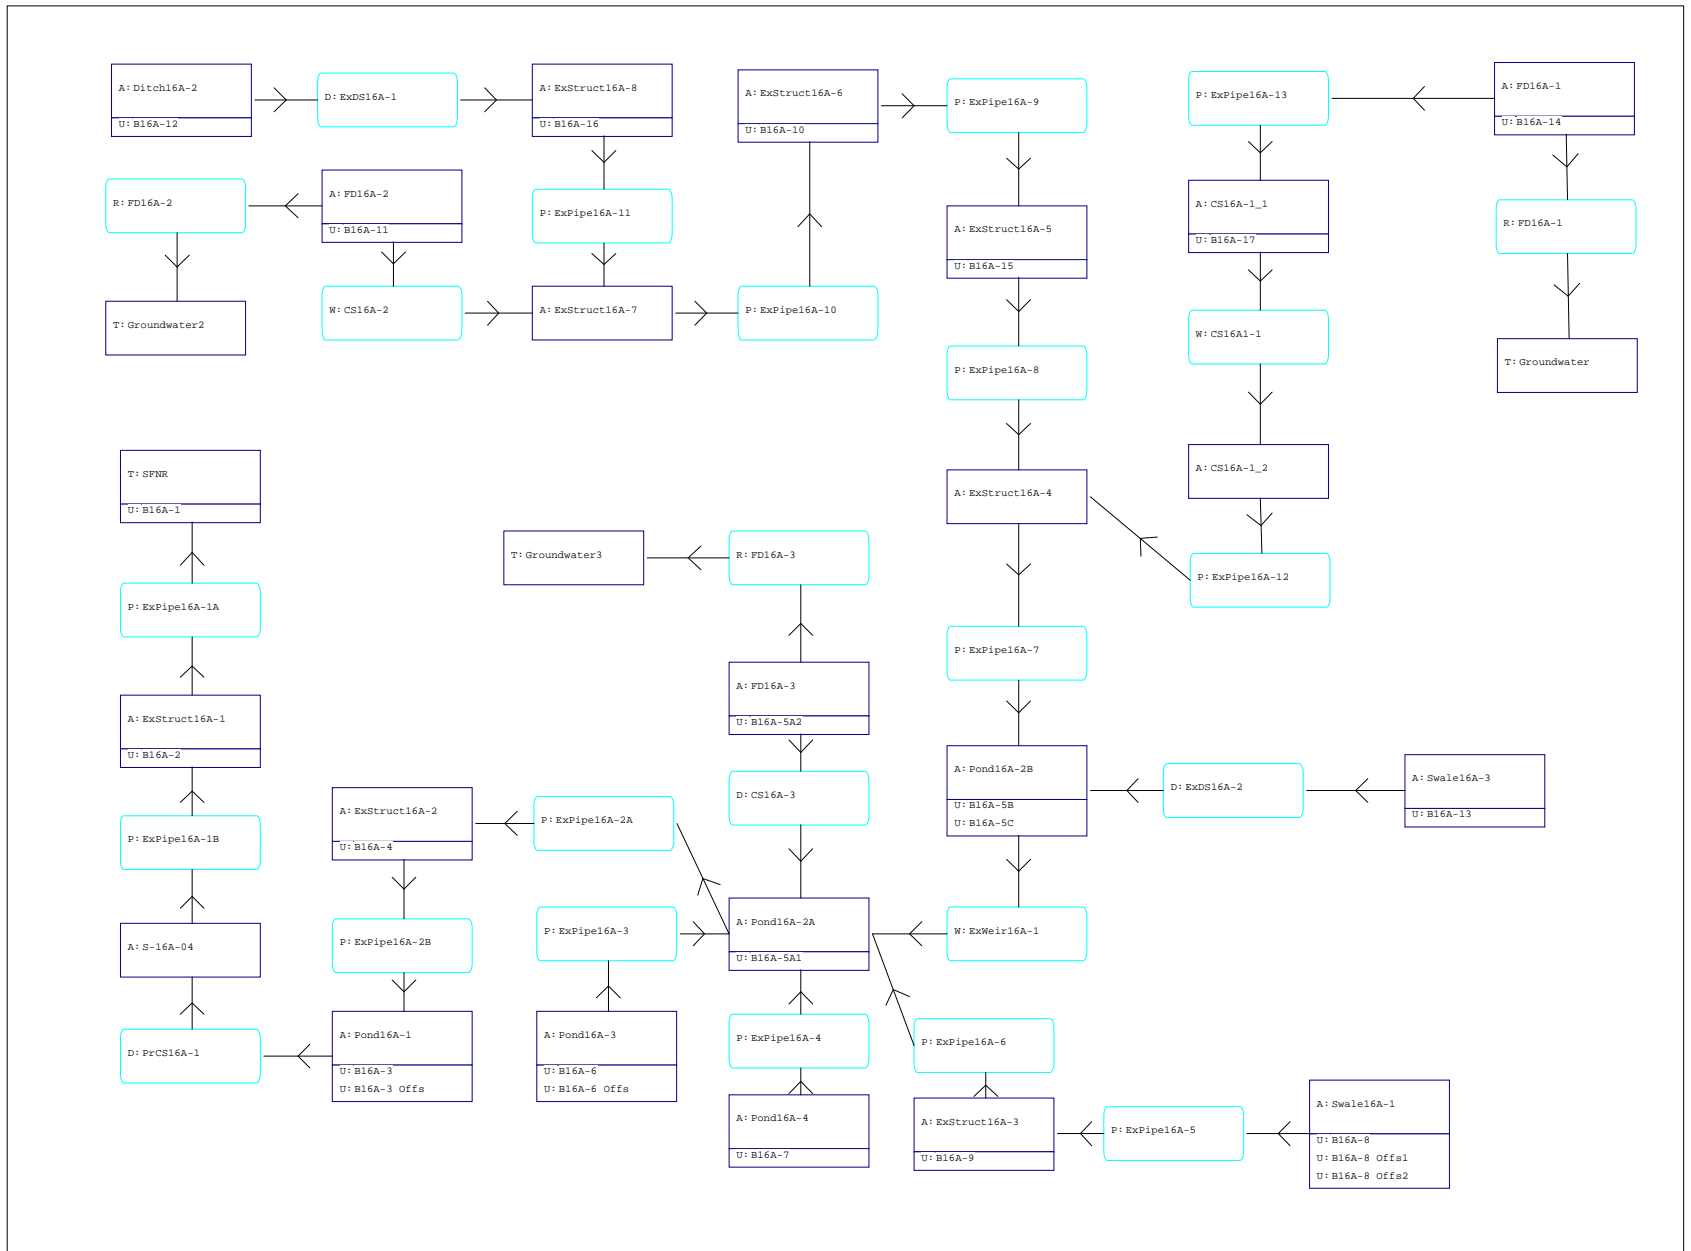 A:Ditch16A-2
U:B16A-12
D:ExDS16A-1
A:ExStruct16A-8
U:B16A-16
A:ExStruct16A-6
U:B16A-10
P:ExPipe16A-9
P:ExPipe16A-13
A:FD16A-1
U:B16A-14
R:FD16A-2
A:FD16A-2
U:B16A-11
P:ExPipe16A-11
A:ExStruct16A-5
U:B16A-15
A:CS16A-1_1
U:B16A-17
R:FD16A-1
T:Groundwater2
W:CS16A-2
A:ExStruct16A-7
P:ExPipe16A-10
P:ExPipe16A-8
W:CS16A1-1
T:Groundwater
T:SFNR
U:B16A-1
A:ExStruct16A-4
A:CS16A-1_2
T:Groundwater3
R:FD16A-3
P:ExPipe16A-12
P:ExPipe16A-1A
P:ExPipe16A-7
A:FD16A-3
U:B16A-5A2
A:ExStruct16A-1
U:B16A-2
A:Pond16A-2B
U:B16A-5B
U:B16A-5C
D:ExDS16A-2
A:Swale16A-3
U:B16A-13
D:CS16A-3
A:ExStruct16A-2
U:B16A-4
P:ExPipe16A-2A
P:ExPipe16A-1B
A:S-16A-04
P:ExPipe16A-2B
P:ExPipe16A-3
A:Pond16A-2A
U:B16A-5A1
W:ExWeir16A-1
D:PrCS16A-1
A:Pond16A-1
U:B16A-3
U:B16A-3 Offs
A:Pond16A-3
U:B16A-6
U:B16A-6 Offs
P:ExPipe16A-4
P:ExPipe16A-6
A:Pond16A-4
U:B16A-7
A:ExStruct16A-3
U:B16A-9
P:ExPipe16A-5
A:Swale16A-1
U:B16A-8
U:B16A-8 Offs1
U:B16A-8 Offs2